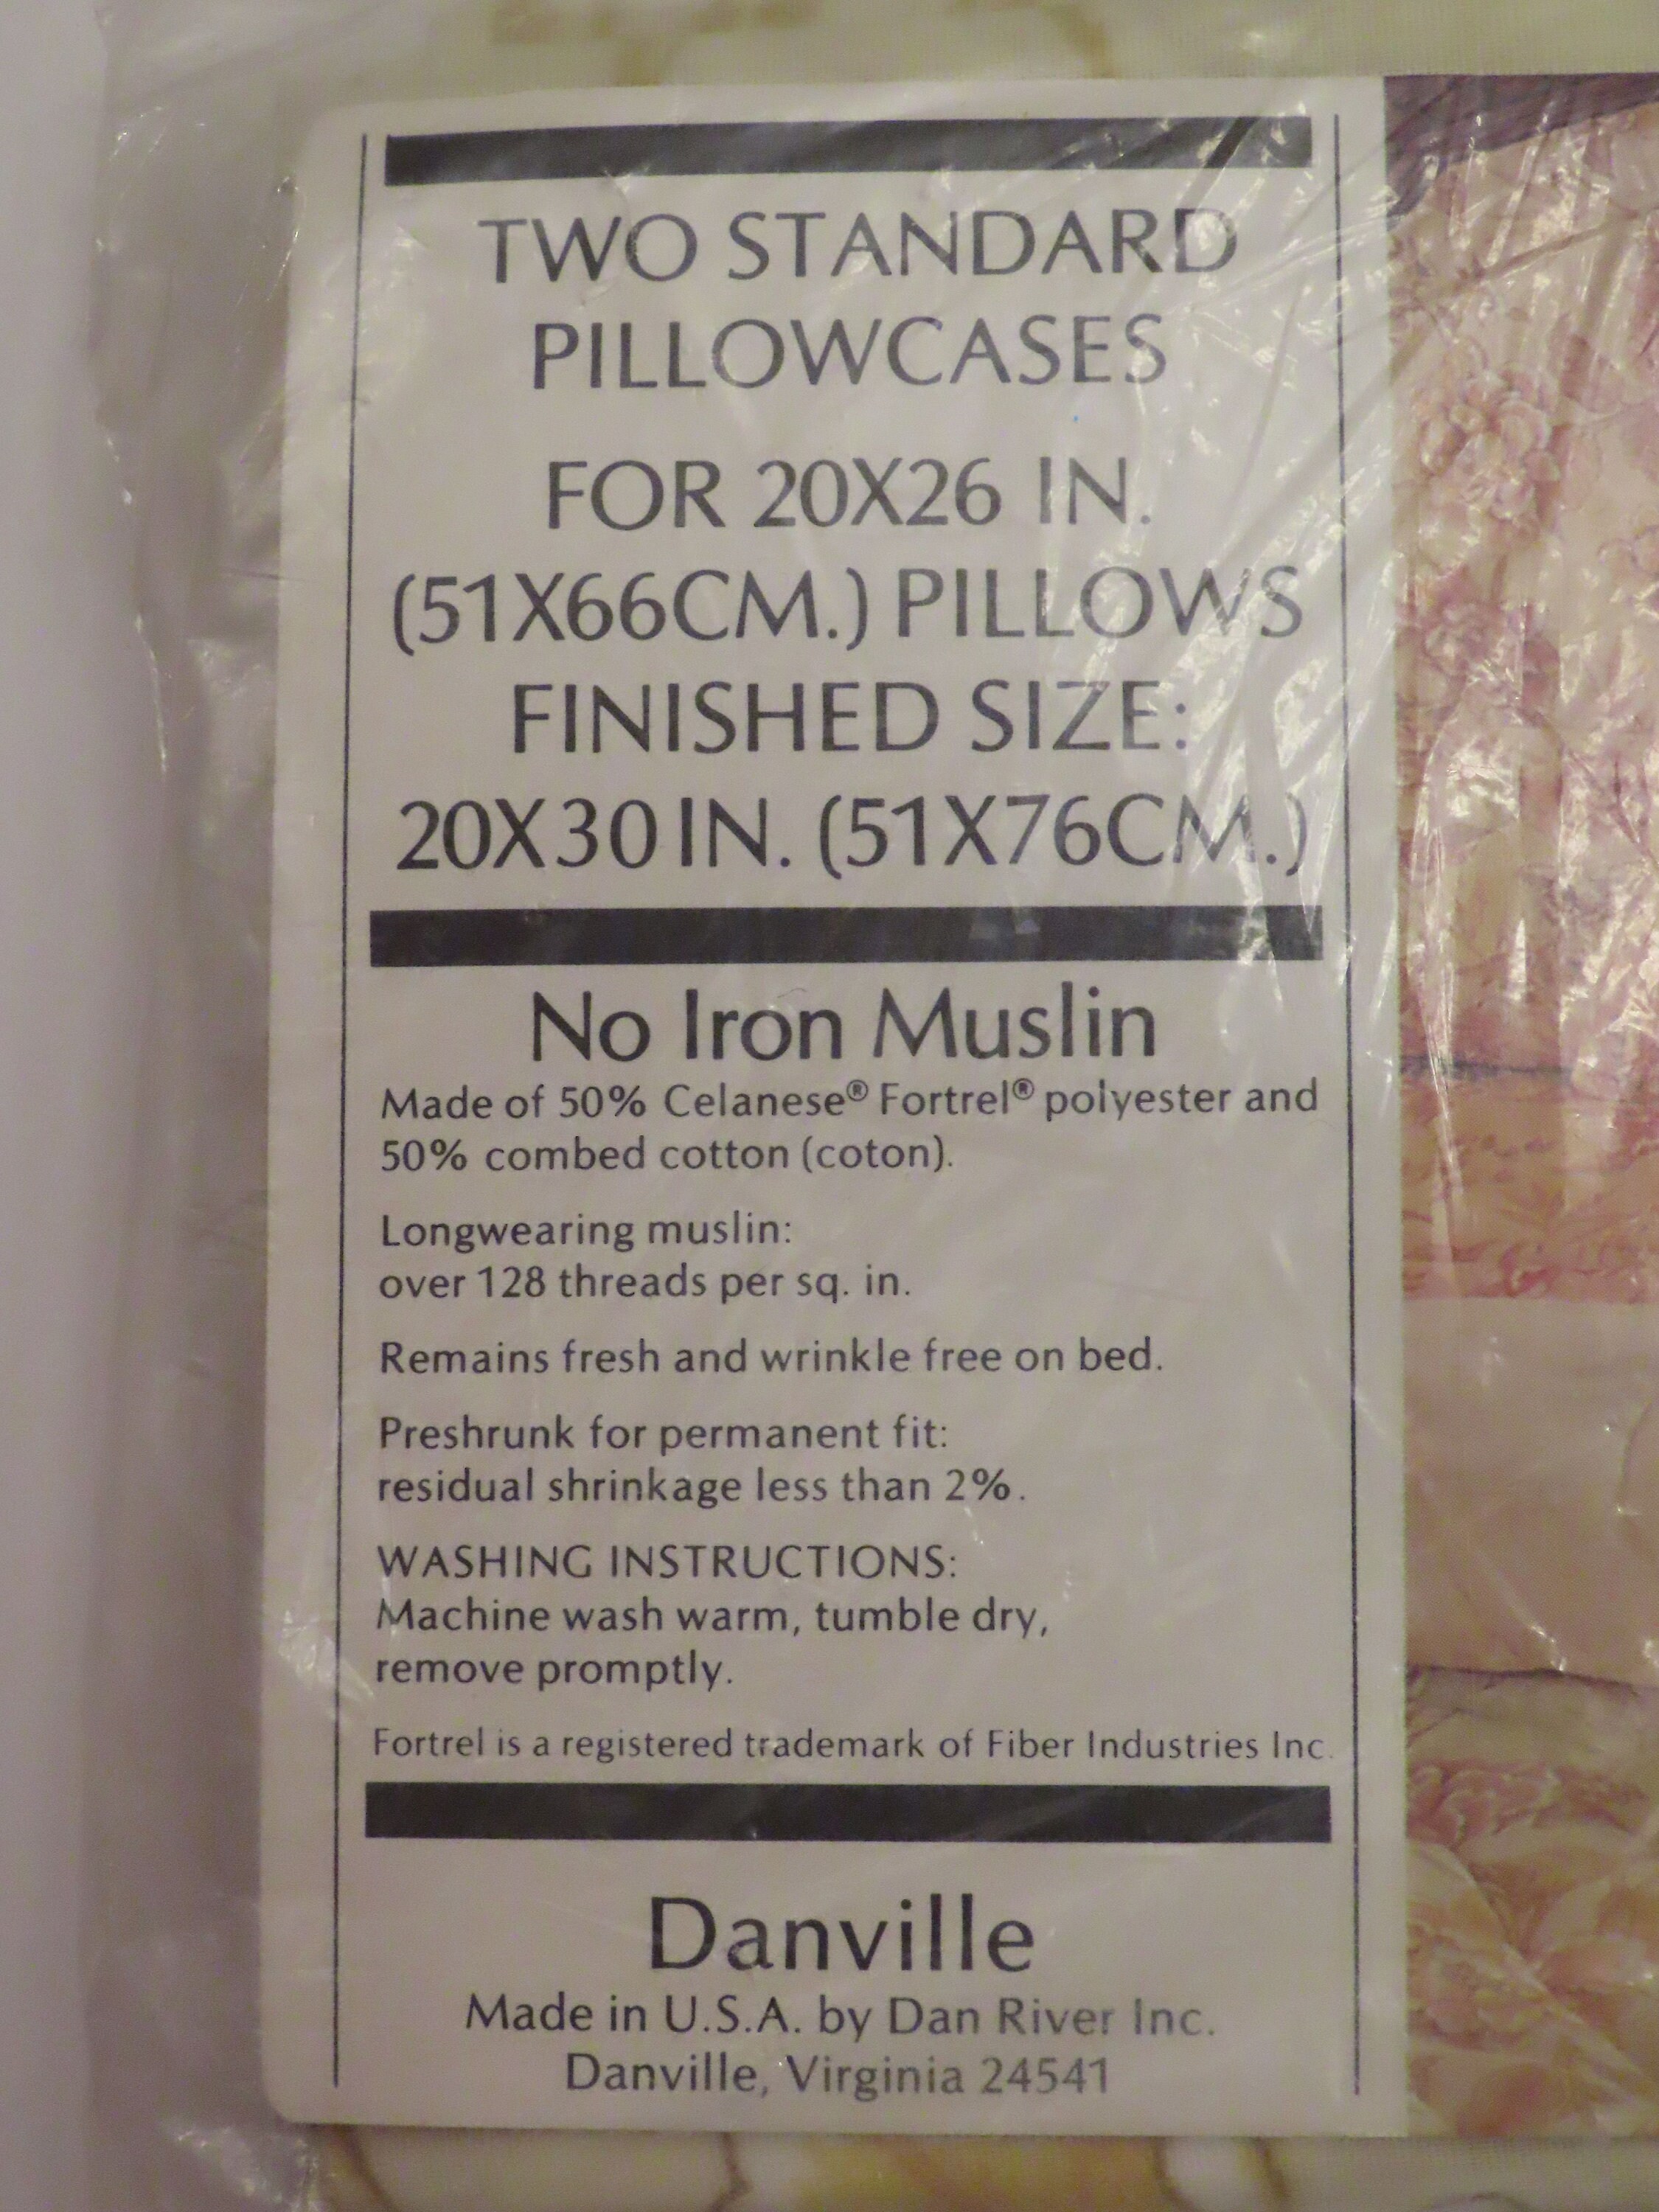 TWO STANDARD
PILLOWCASES
FOR 20X26 IN.
(51X66CM.) PILLOWS
FINISHED SIZE:
20X30 IN. (51X76CM.)
No Iron Muslin
Made of 50% Celanese® Fortrel® polyester and
50% combed cotton (coton).
Longwearing muslin:
over 128 threads per sq. in.
Remains fresh and wrinkle free on bed.
Preshrunk for permanent fit:
residual shrinkage less than 2%.
WASHING INSTRUCTIONS:
Machine wash warm, tumble dry,
remove promptly.
Fortrel is a registered trademark of Fiber Industries Inc.
Danville
Made in U.S.A. by Dan River Inc.
Danville, Virginia 24541